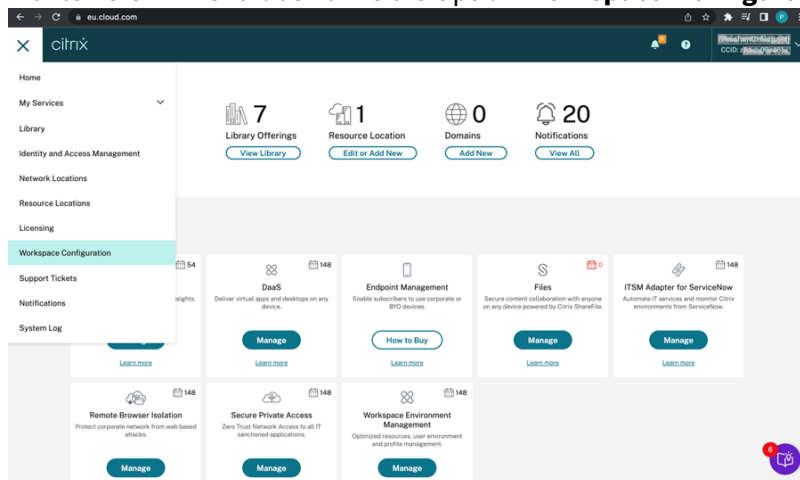 eu.cloud.com
citrix
CCID:
Home
My Services
Library
Identity and Access Management
Network Locations
Resource Locations
Licensing
Workspace Configuration
Support Tickets
Notifications
System Log
7
Library Offerings
View Library
1
Resource Location
Edit or Add New
0
Domains
Add New
20
Notifications
View All
54
Learn more
148
DaaS
Deliver virtual apps and desktops on any
device.
Manage
Learn more
Endpoint Management
Enable subscribers to use corporate or
BYO devices.
How to Buy
Learn more
0
Files
Secure content collaboration with anyone
on any device powered by Citrix ShareFile.
Manage
Learn more
148
ITSM Adapter for ServiceNow
Automate IT services and monitor Citrix
environments from ServiceNow.
Manage
Learn more
148
Remote Browser Isolation
Protect corporate network from web based
attacks.
Manage
148
Secure Private Access
Zero Trust Network Access to all IT
sanctioned applications.
Manage
148
Workspace Environment
Management
Optimized resources, user environment
and profile management.
Manage
6